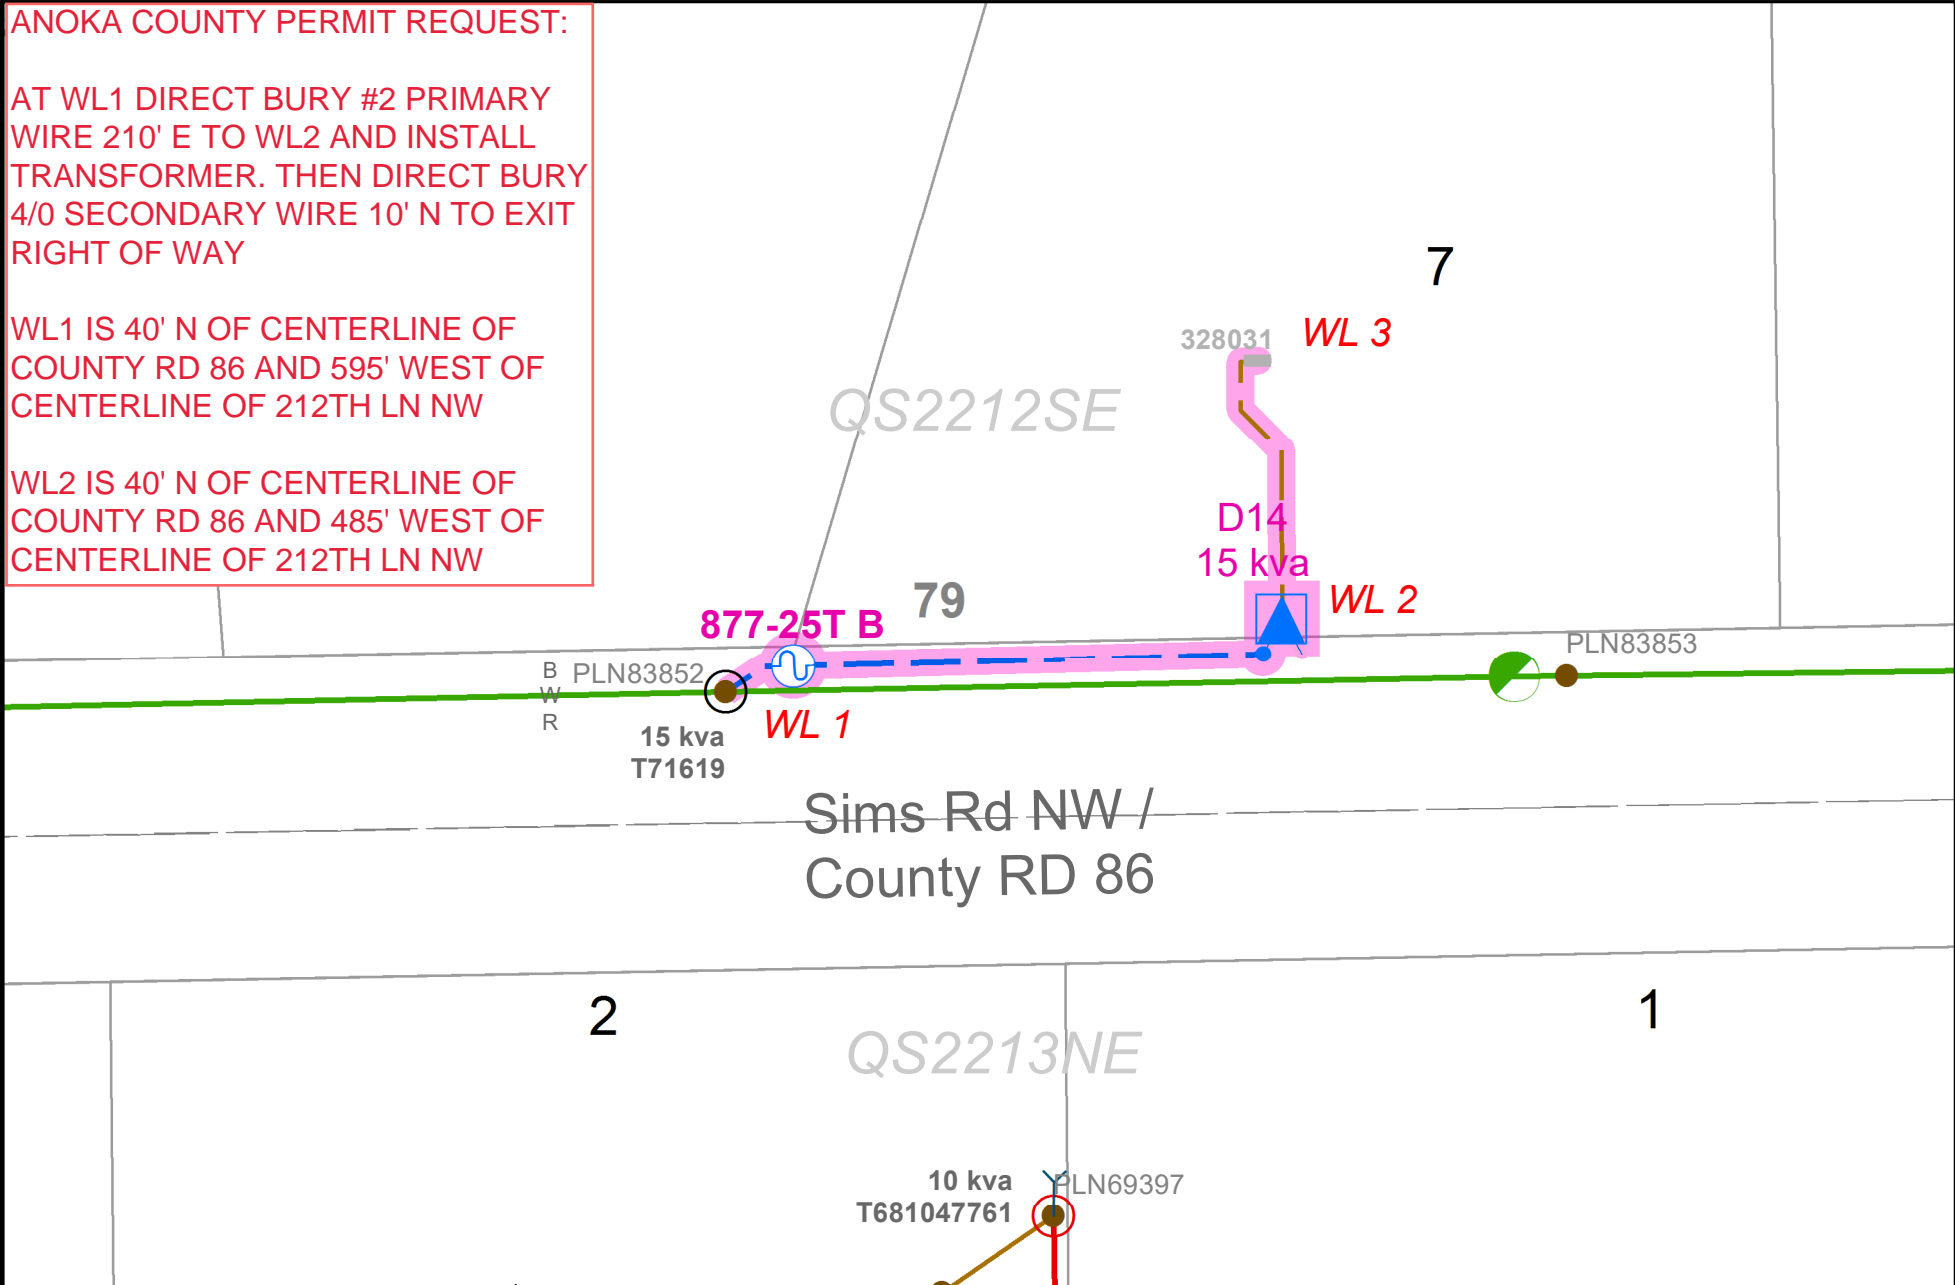 ANOKA COUNTY PERMIT REQUEST:
AT WL1 DIRECT BURY #2 PRIMARY
WIRE 210' E TO WL2 AND INSTALL
TRANSFORMER. THEN DIRECT BURY
4/0 SECONDARY WIRE 10' N TO EXIT
RIGHT OF WAY
WL1 IS 40' N OF CENTERLINE OF
COUNTY RD 86 AND 595' WEST OF
CENTERLINE OF 212TH LN NW
WL2 IS 40' N OF CENTERLINE OF
COUNTY RD 86 AND 485' WEST OF
CENTERLINE OF 212TH LN NW
7
328031
WL 3
QS2212SE
D14
15 kva
WL 2
79
877-25T B
PLN83853
B
W
R
PLN83852
WL 1
15 kva
T71619
Sims Rd NW /
County RD 86
2
1
QS2213NE
10 kva
T681047761
PLN69397